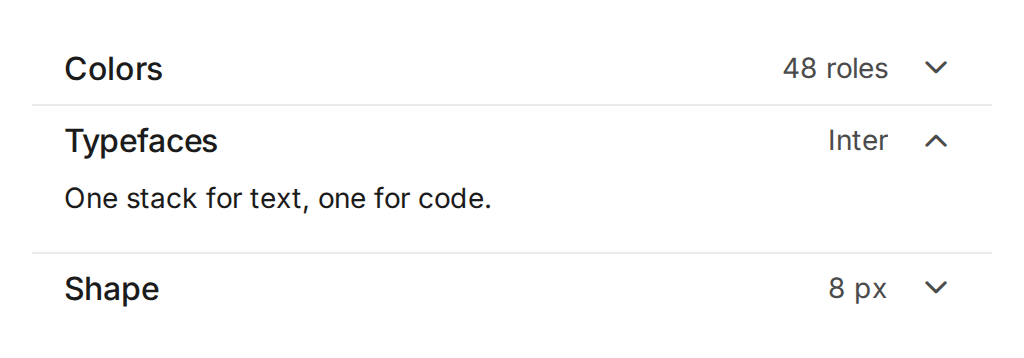 Colors 48 roles
Typefaces Inter
One stack for text, one for code.
Shape 8 px